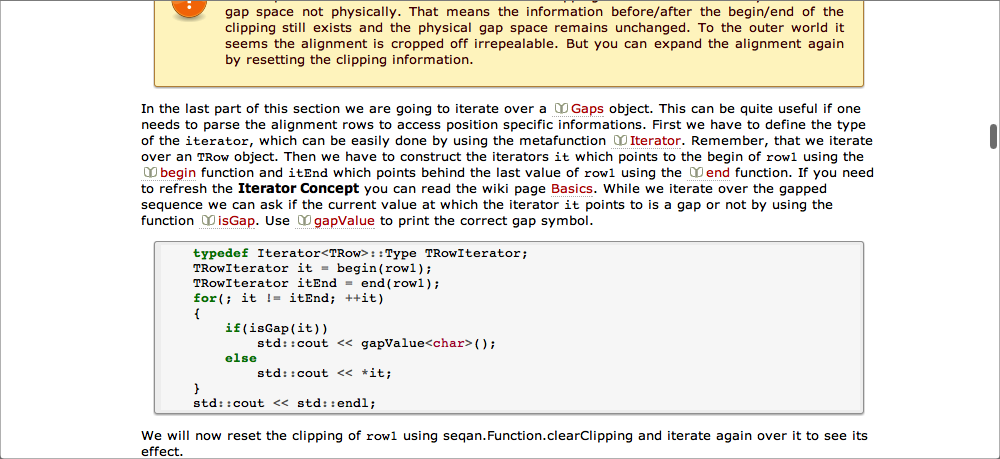 gap space not physically. That means the information before/after the begin/end of the
clipping still exists and the physical gap space remains unchanged. To the outer world it
seems the alignment is cropped off irrepealable. But you can expand the alignment again
by resetting the clipping information.
In the last part of this section we are going to iterate over a Gaps object. This can be quite useful if one
needs to parse the alignment rows to access position specific informations. First we have to define the type
of the iterator, which can be easily done by using the metafunction Iterator. Remember, that we iterate
over an TRow object. Then we have to construct the iterators it which points to the begin of row1 using the
begin function and itEnd which points behind the last value of row1 using the end function. If you need
to refresh the Iterator Concept you can read the wiki page Basics. While we iterate over the gapped
sequence we can ask if the current value at which the iterator it points to is a gap or not by using the
function isGap. Use gapValue to print the correct gap symbol.
typedef Iterator<TRow>::Type TRowIterator;
TRowIterator it = begin(row1);
TRowIterator itEnd = end(row1);
for(; it != itEnd; ++it)
{
if(isGap(it))
std::cout << gapValue<char>();
else
std::cout << *it;
}
std::cout << std::endl;
We will now reset the clipping of row1 using seqan.Function.clearClipping and iterate again over it to see its
effect.